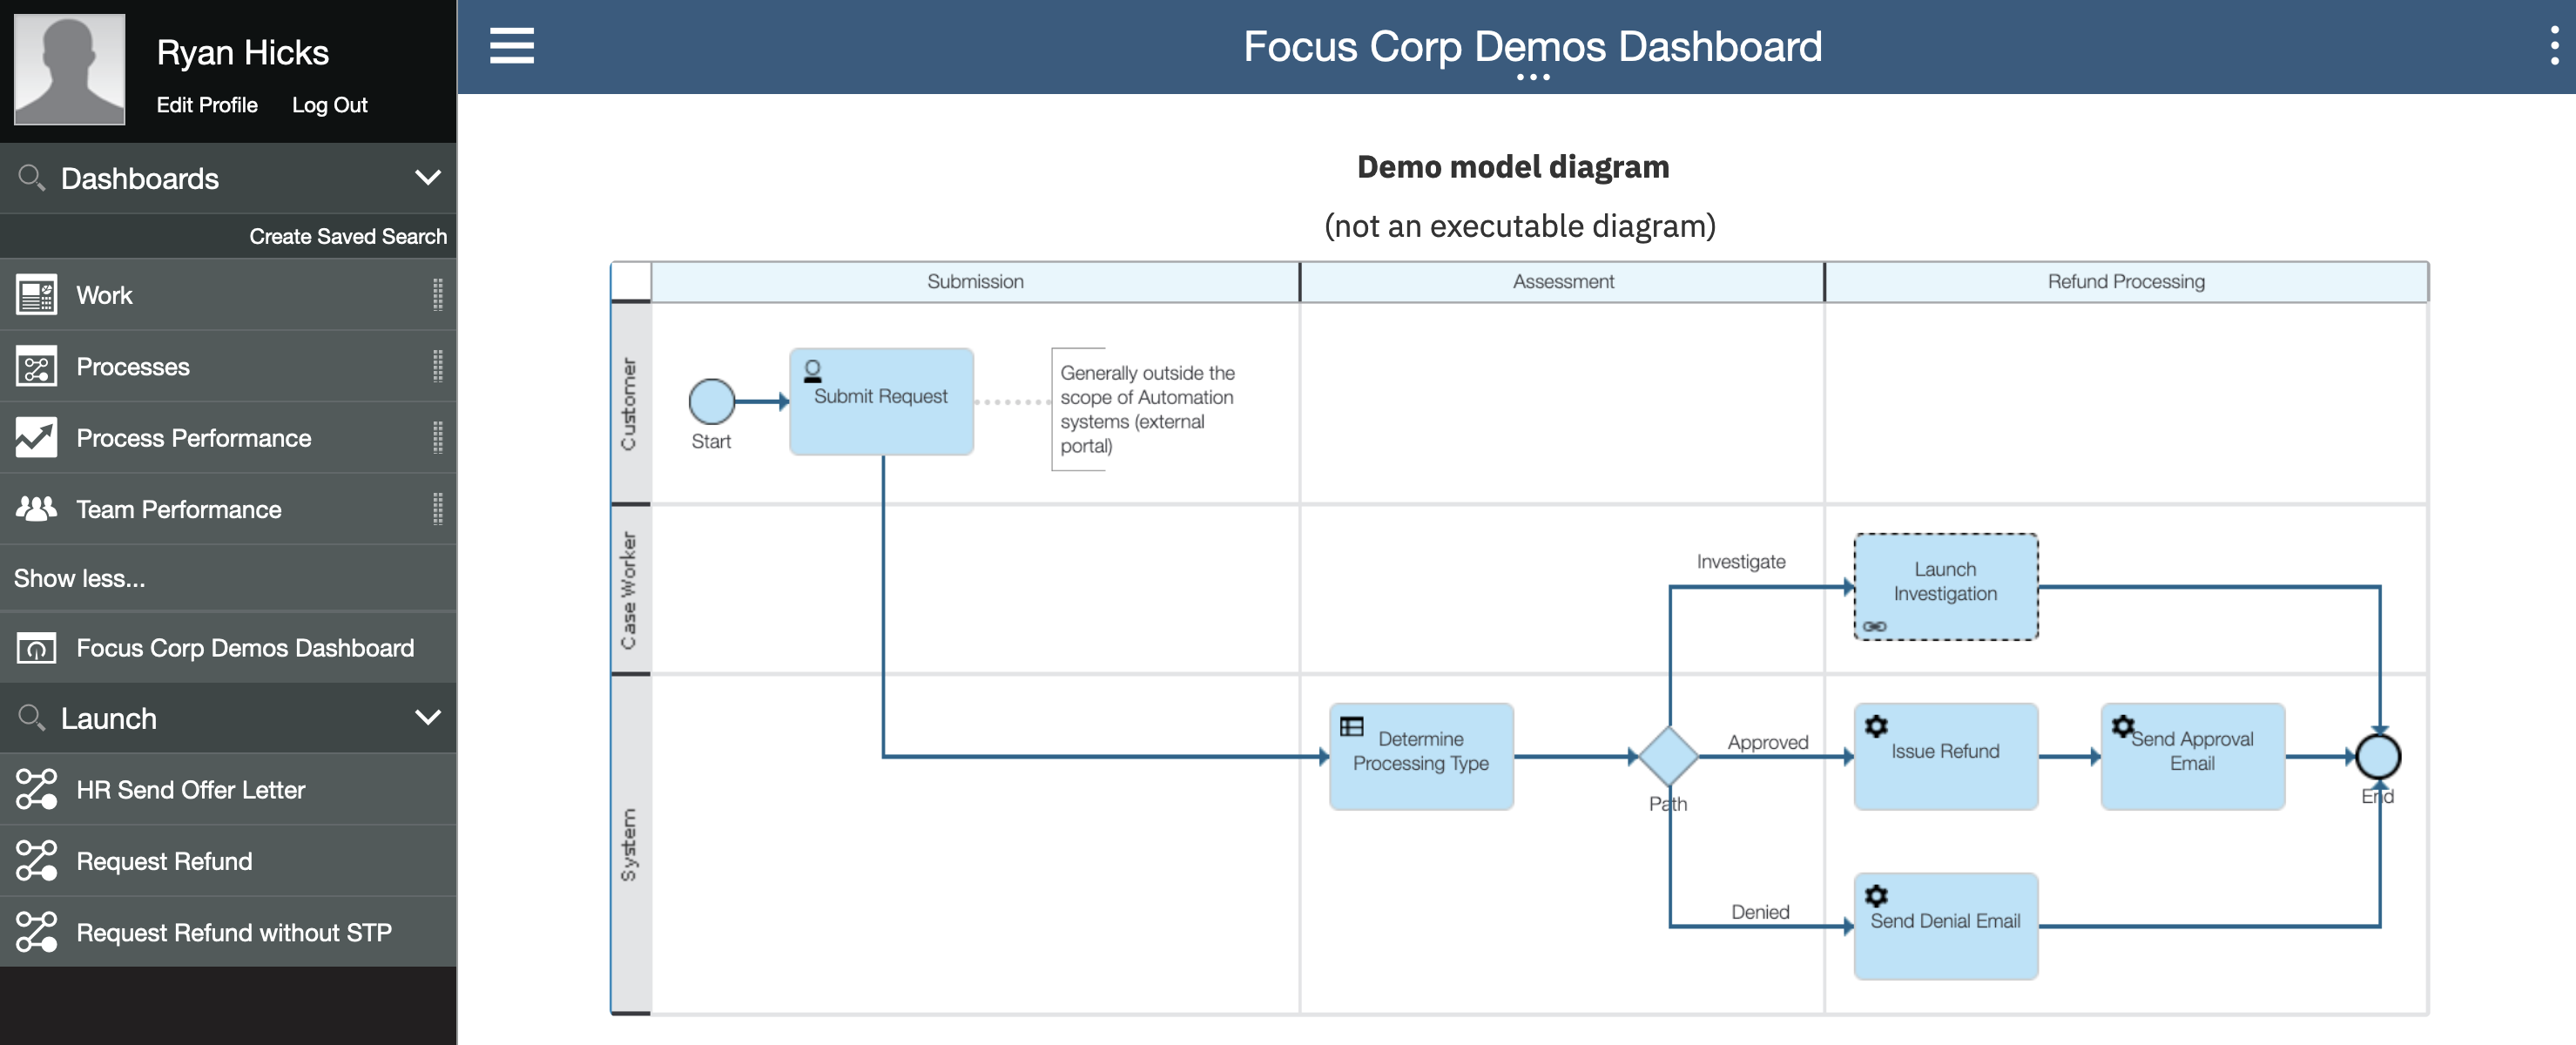 Ryan Hicks
Edit Profile
Log Out
Dashboards
Create Saved Search
Work
Processes
Process Performance
Team Performance
Show less...
Focus Corp Demos Dashboard
Launch
HR Send Offer Letter
Request Refund
Request Refund without STP
Focus Corp Demos Dashboard
Demo model diagram
(not an executable diagram)
Submission
Assessment
Refund Processing
Customer
Start
Submit Request
Generally outside the
scope of Automation
systems (external
portal)
Case Worker
Investigate
Launch
Investigation
System
Determine
Processing Type
Path
Approved
Issue Refund
Send Approval
Email
End
Denied
Send Denial Email